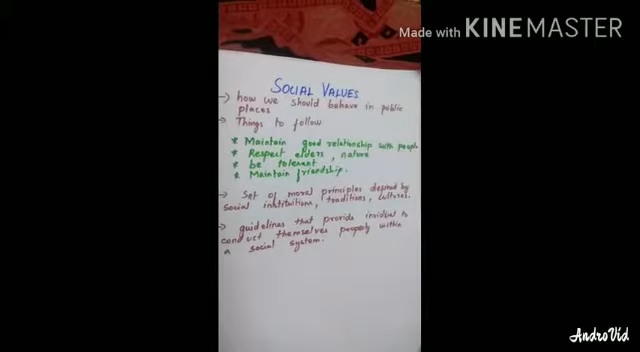 Made with KINEMASTER
SOCIAL VALUES
-) how we should behave in public
places
-) Things to follow
* Maintain good relationship with people
* Respect elders, nature
* be tolerant
* Maintain friendship.
-) Set of moral principles defined by
social instituitions, traditions, cultures.
-) guidelines that provide invidual to
conduct themselves properly within
a social system.
AndroVid